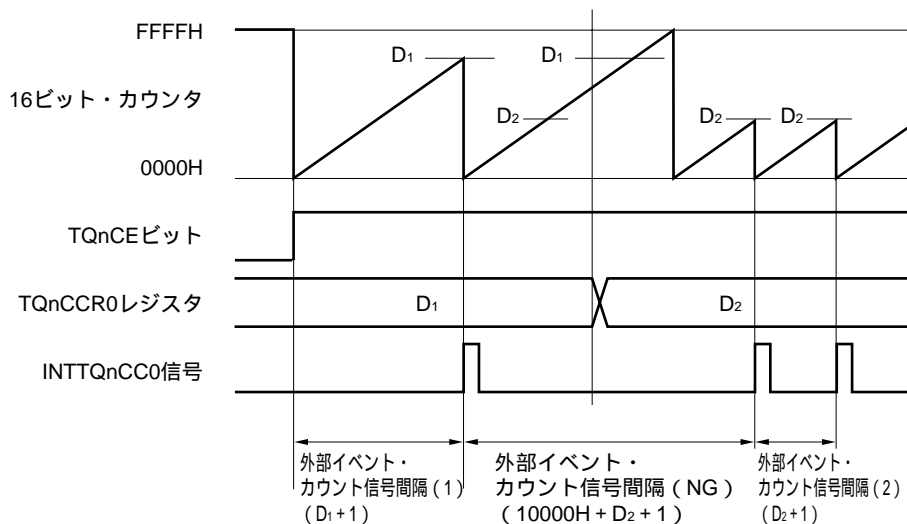 FFFFH
D1
D1
16ビット・カウンタ
D2
D2
D2
0000H
TQnCEビット
TQnCCR0レジスタ
D1
D2
INTTQnCC0信号
外部イベント・
カウント信号間隔(1)
(D1+1)
外部イベント・
カウント信号間隔(NG)
(10000H+D2+1)
外部イベント・
カウント信号間隔(2)
(D2+1)